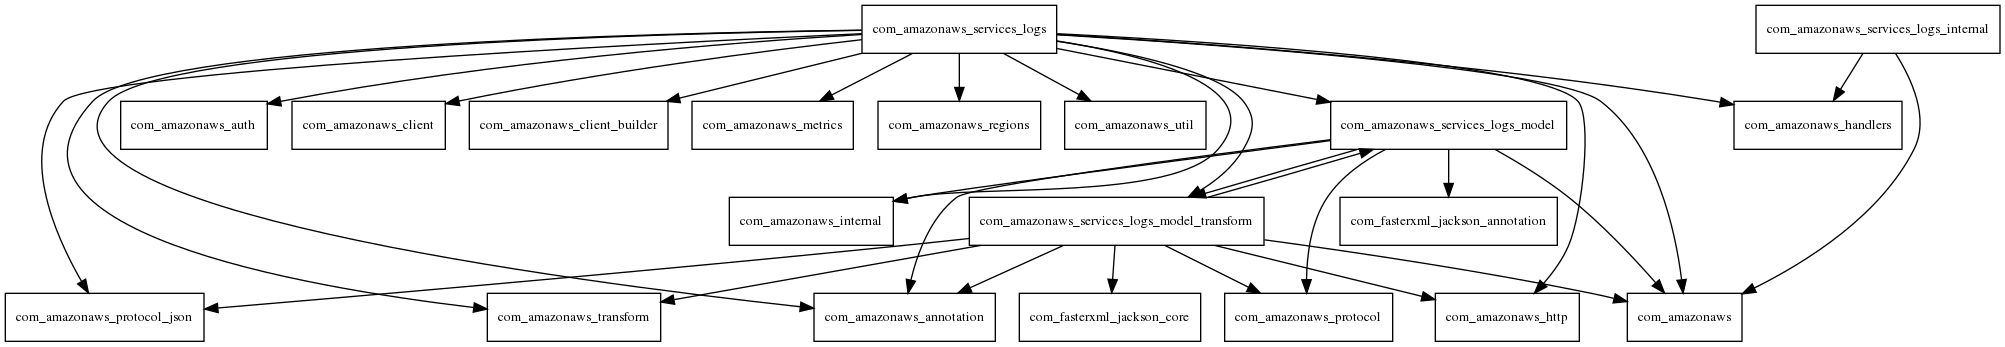 com_amazonaws_services_logs
com_amazonaws_services_logs_internal
com_amazonaws_auth
com_amazonaws_client
com_amazonaws_client_builder
com_amazonaws_metrics
com_amazonaws_regions
com_amazonaws_util
com_amazonaws_services_logs_model
com_amazonaws_handlers
com_amazonaws_internal
com_amazonaws_services_logs_model_transform
com_fasterxml_jackson_annotation
com_amazonaws_protocol_json
com_amazonaws_transform
com_amazonaws_annotation
com_fasterxml_jackson_core
com_amazonaws_protocol
com_amazonaws_http
com_amazonaws